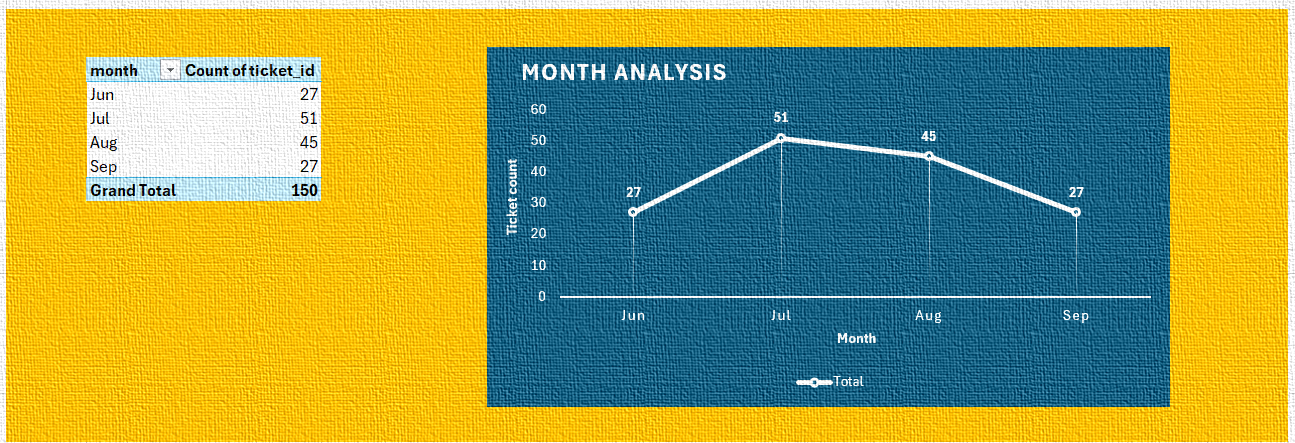 month Count of ticket_id
Jun 27
Jul 51
Aug 45
Sep 27
Grand Total 150
MONTH ANALYSIS
Ticket count
60
50
40
30
20
10
0
27
51
45
27
Jun Jul Aug Sep
Month
Total